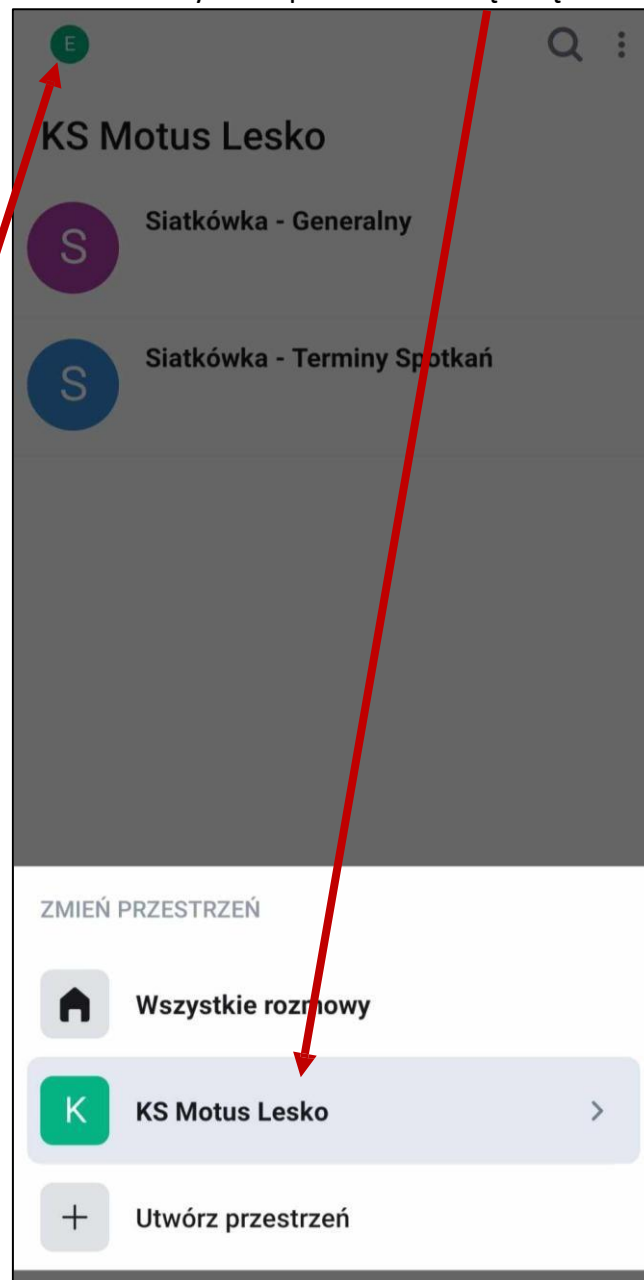 E
KS Motus Lesko
S
Siatkówka - Generalny
S
Siatkówka - Terminy Spotkań
ZMIEŃ PRZESTRZEŃ
Wszystkie rozmowy
K
KS Motus Lesko
Utwórz przestrzeń